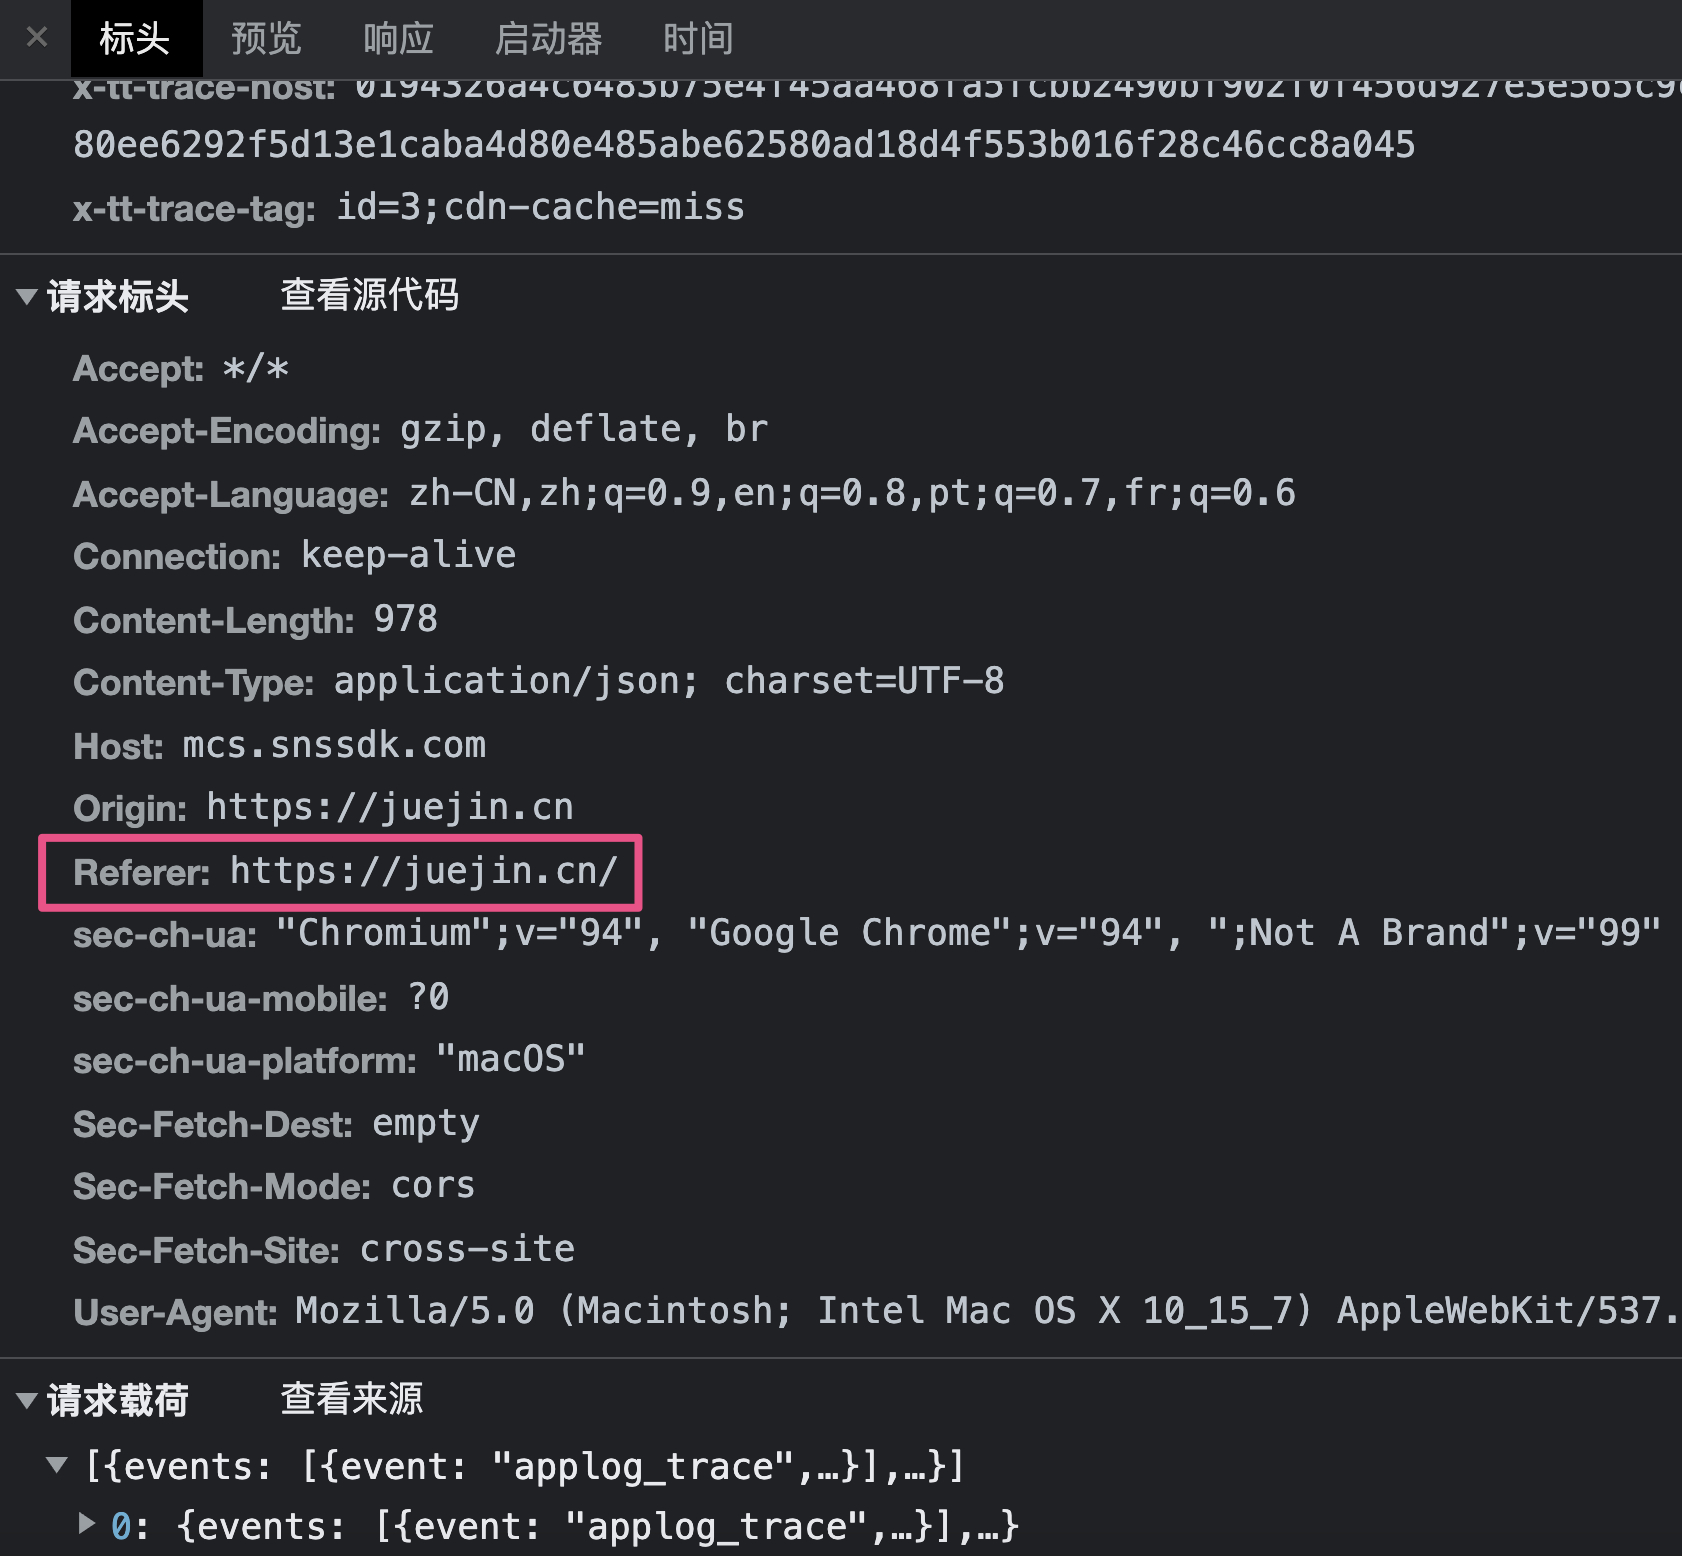 × 标头 预览 响应 启动器 时间
x-tt-trace-host: 0194326a4c6483b75e4f45aa468fa5fcbb2490bf902f0f456d927e3e565c9
80ee6292f5d13e1caba4d80e485abe62580ad18d4f553b016f28c46cc8a045
x-tt-trace-tag: id=3;cdn-cache=miss
▼请求标头 查看源代码
Accept: */*
Accept-Encoding: gzip, deflate, br
Accept-Language: zh-CN,zh;q=0.9,en;q=0.8,pt;q=0.7,fr;q=0.6
Connection: keep-alive
Content-Length: 978
Content-Type: application/json; charset=UTF-8
Host: mcs.snssdk.com
Origin: https://juejin.cn
Referer: https://juejin.cn/
sec-ch-ua: "Chromium";v="94", "Google Chrome";v="94", ";Not A Brand";v="99"
sec-ch-ua-mobile: ?0
sec-ch-ua-platform: "macOS"
Sec-Fetch-Dest: empty
Sec-Fetch-Mode: cors
Sec-Fetch-Site: cross-site
User-Agent: Mozilla/5.0 (Macintosh; Intel Mac OS X 10_15_7) AppleWebKit/537.
▼请求载荷 查看来源
▼ [{events: [{event: "applog_trace",…}],…}]
▶ 0: {events: [{event: "applog_trace",…}],…}